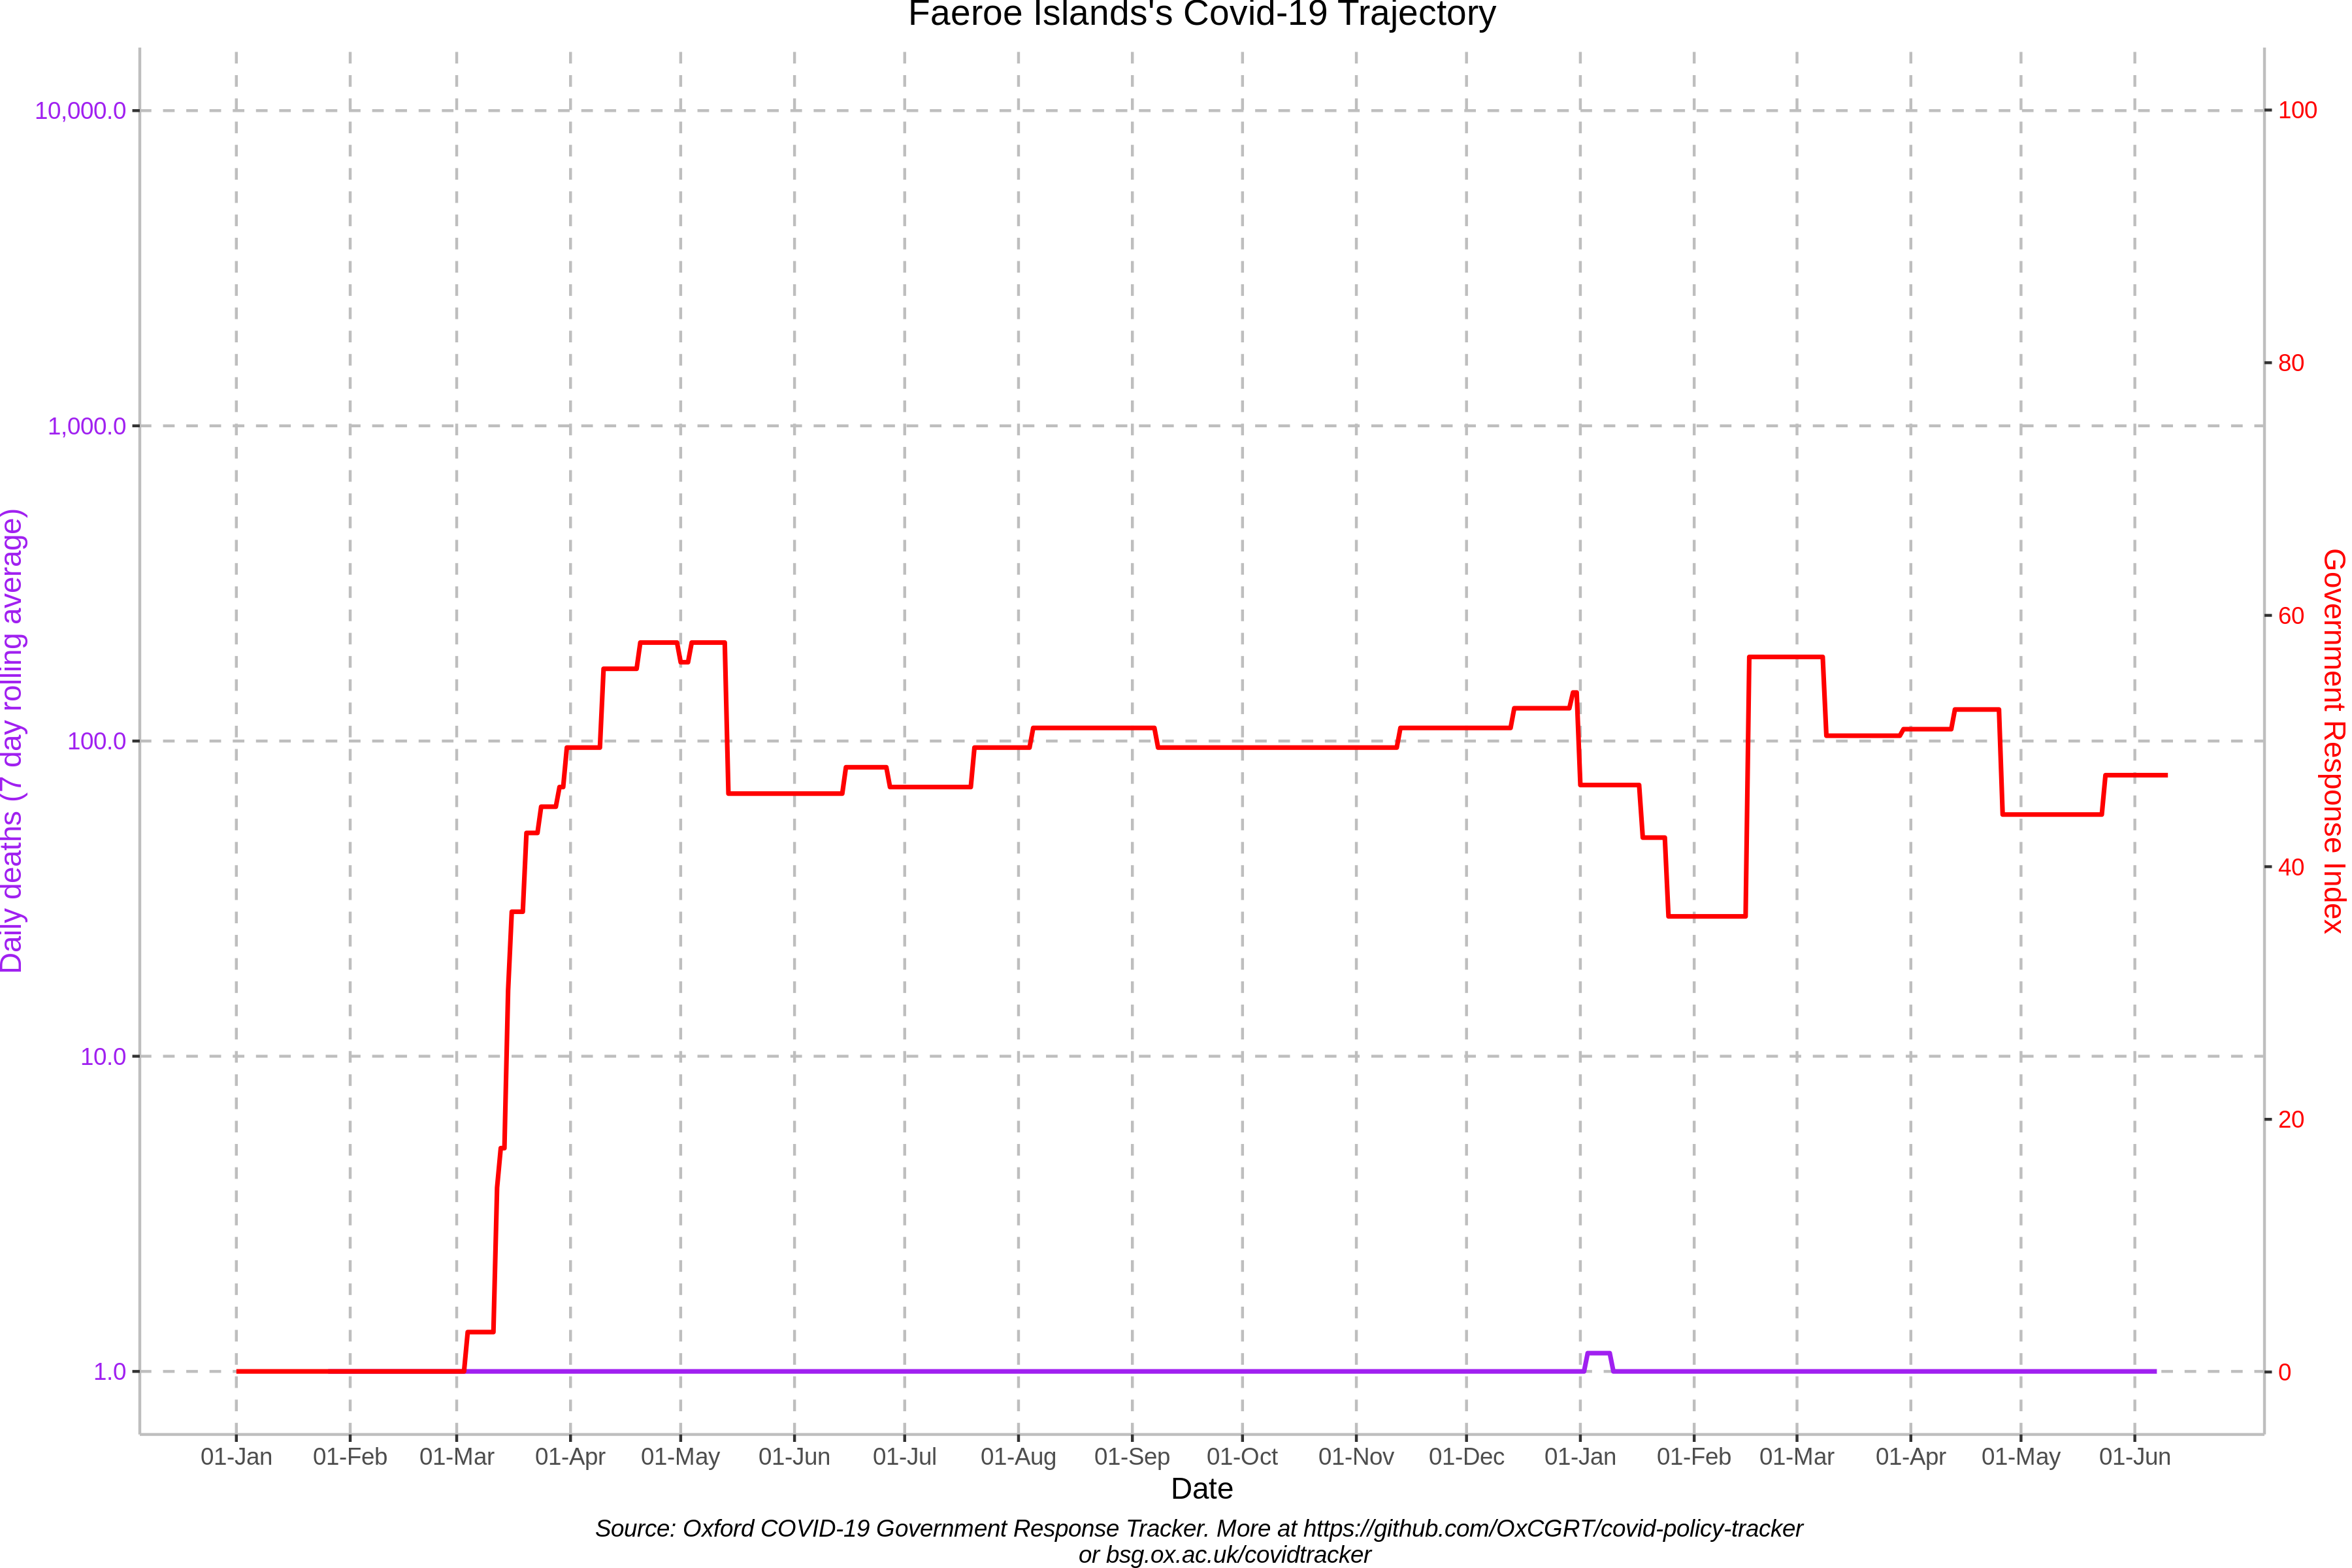 Faeroe Islands's Covid-19 Trajectory
10,000.0
1,000.0
100.0
10.0
1.0
Daily deaths (7 day rolling average)
100
80
60
40
20
0
Government Response Index
01-Jan 01-Feb 01-Mar 01-Apr 01-May 01-Jun 01-Jul 01-Aug 01-Sep 01-Oct 01-Nov 01-Dec 01-Jan 01-Feb 01-Mar 01-Apr 01-May 01-Jun
Date
Source: Oxford COVID-19 Government Response Tracker. More at https://github.com/OxCGRT/covid-policy-tracker
or bsg.ox.ac.uk/covidtracker